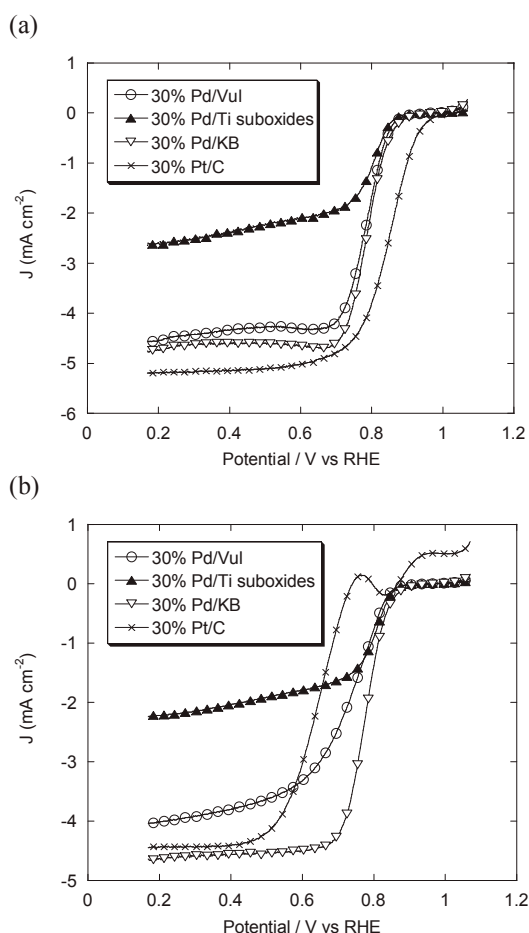 (a)
1
0
-1
-2
-3
-4
-5
-6
J (mA cm-2)
30% Pd/Vul
30% Pd/Ti suboxides
30% Pd/KB
30% Pt/C
0
0.2
0.4
0.6
0.8
1
1.2
Potential / V vs RHE
(b)
1
0
-1
-2
-3
-4
-5
J (mA cm-2)
30% Pd/Vul
30% Pd/Ti suboxides
30% Pd/KB
30% Pt/C
0
0.2
0.4
0.6
0.8
1
1.2
Potential / V vs RHE